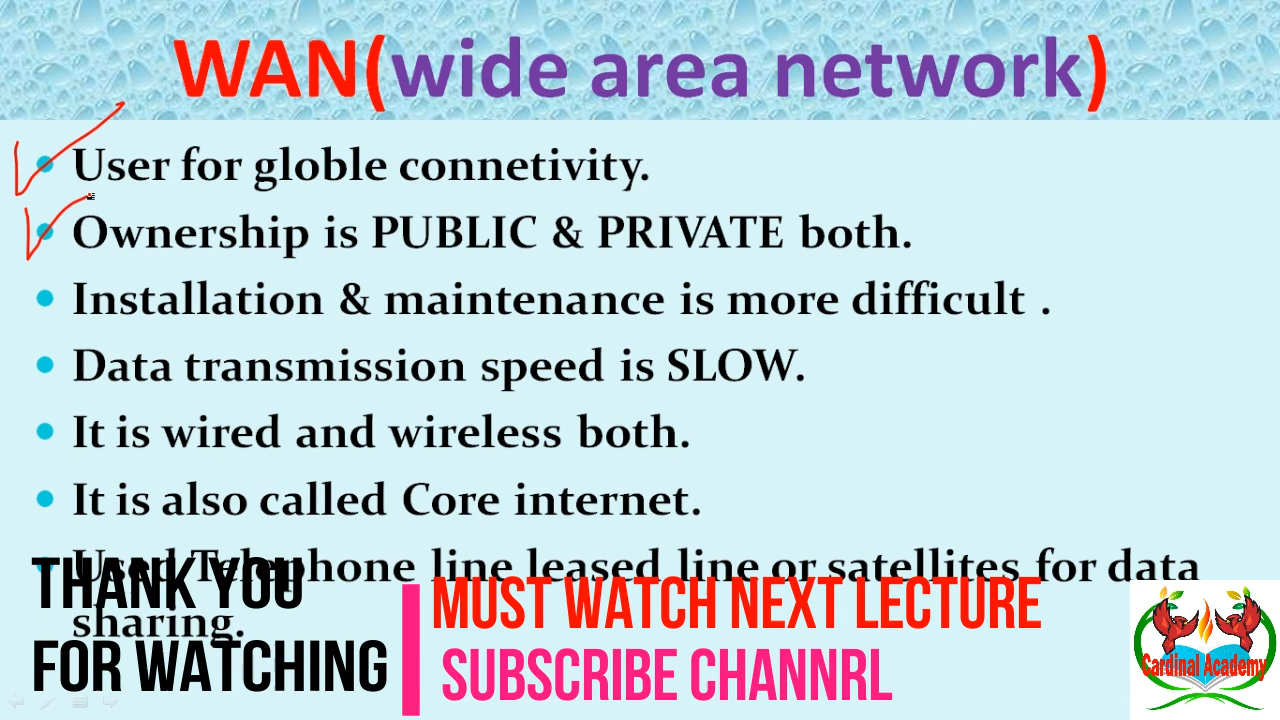 WAN(wide area network)
User for globle connetivity.
Ownership is PUBLIC & PRIVATE both.
Installation & maintenance is more difficult .
Data transmission speed is SLOW.
It is wired and wireless both.
It is also called Core internet.
Used Telephone line leased line or satellites for data
sharing.
THANK YOU
FOR WATCHING
MUST WATCH NEXT LECTURE
SUBSCRIBE CHANNRL
Cardinal Academy